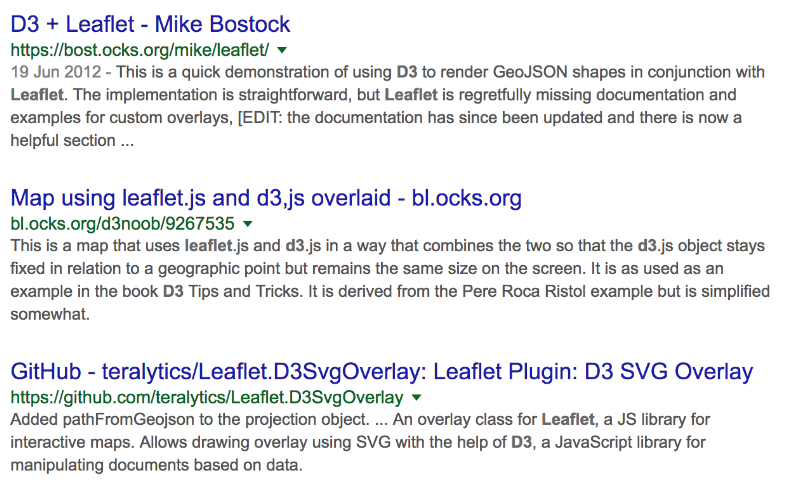 D3 + Leaflet - Mike Bostock
https://bost.ocks.org/mike/leaflet/
19 Jun 2012 - This is a quick demonstration of using D3 to render GeoJSON shapes in conjunction with
Leaflet. The implementation is straightforward, but Leaflet is regretfully missing documentation and
examples for custom overlays, [EDIT: the documentation has since been updated and there is now a
helpful section ...
Map using leaflet.js and d3,js overlaid - bl.ocks.org
bl.ocks.org/d3noob/9267535
This is a map that uses leaflet.js and d3.js in a way that combines the two so that the d3.js object stays
fixed in relation to a geographic point but remains the same size on the screen. It is as used as an
example in the book D3 Tips and Tricks. It is derived from the Pere Roca Ristol example but is simplified
somewhat.
GitHub - teralytics/Leaflet.D3SvgOverlay: Leaflet Plugin: D3 SVG Overlay
https://github.com/teralytics/Leaflet.D3SvgOverlay
Added pathFromGeojson to the projection object. ... An overlay class for Leaflet, a JS library for
interactive maps. Allows drawing overlay using SVG with the help of D3, a JavaScript library for
manipulating documents based on data.